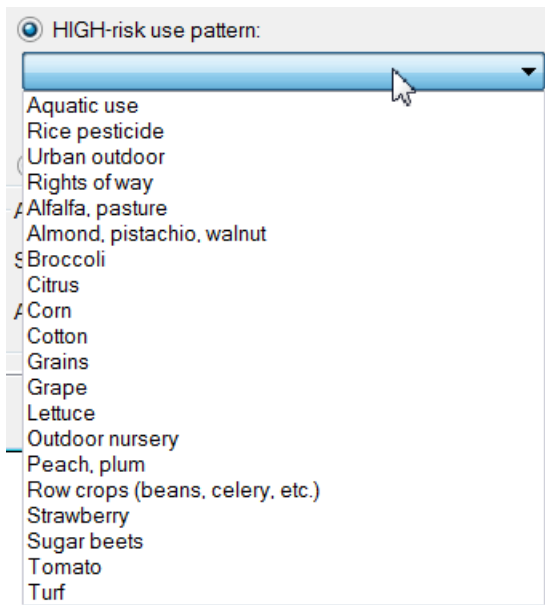 HIGH-risk use pattern:
Aquatic use
Rice pesticide
Urban outdoor
Rights of way
Alfalfa, pasture
Almond, pistachio, walnut
Broccoli
Citrus
Corn
Cotton
Grains
Grape
Lettuce
Outdoor nursery
Peach, plum
Row crops (beans, celery, etc.)
Strawberry
Sugar beets
Tomato
Turf